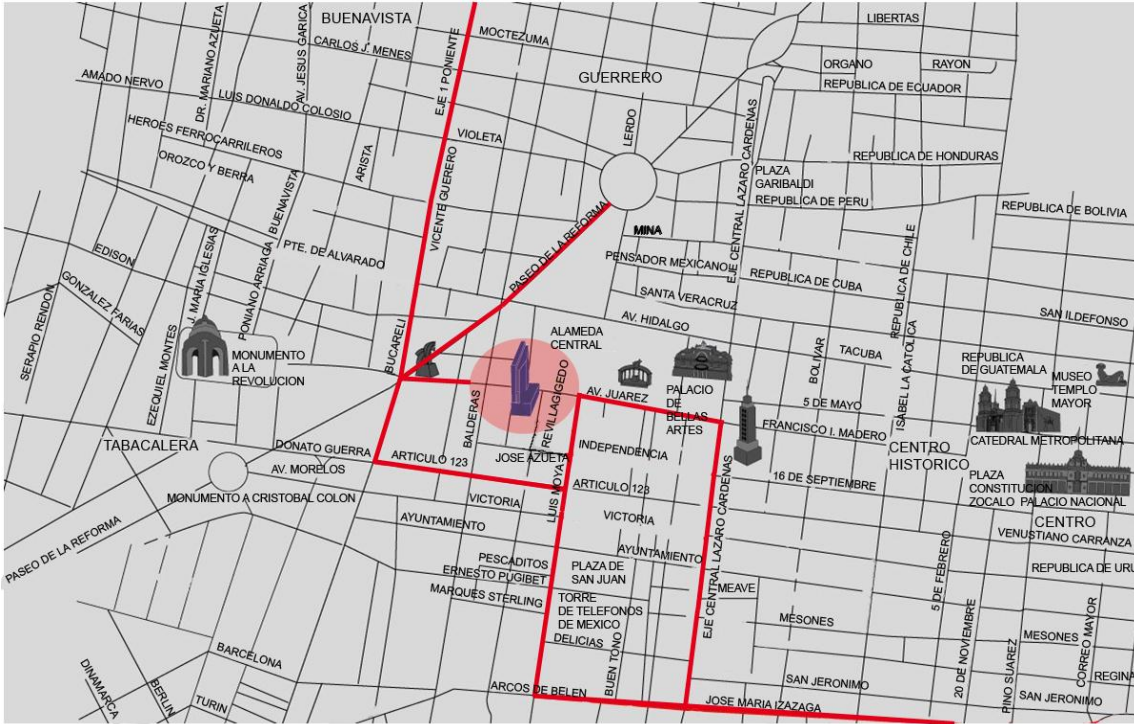 LIBERTAS
BUENAVISTA
MOCTEZUMA
CARLOS J. MENES
DR. MARIANO AZUETA
AV. JESUS GARICA
EJE 1 PONIENTE
ORGANO
RAYON
GUERRERO
REPUBLICA DE ECUADOR
AMADO NERVO
LUIS DONALDO COLOSIO
LERDO
HEROES FERROCARRILEROS
VIOLETA
EJE CENTRAL LAZARO CARDENAS
OROZCO Y BERRA
ARISTA
REPUBLICA DE HONDURAS
PLAZA
GARIBALDI
REPUBLICA DE PERU
REPUBLICA DE BOLIVIA
VICENTE GUERERO
PASEO DE LA REFORMA
MINA
J. MARIA IGLESIAS
PONIANO ARRIAGA
BUENAVISTA
EDISON
PTE. DE ALVARADO
PENSADOR MEXICANO
REPUBLICA DE CUBA
REPUBLICA DE CHILE
GONZALEZ FARIAS
SANTA VERACRUZ
SAN ILDEFONSO
SERAPIO RENDON
AV. HIDALGO
ALAMEDA
CENTRAL
BUCARELI
EZEQUIEL MONTES
MONUMENTO
A LA
REVOLUCION
TACUBA
BOLIVAR
ISABEL LA CATOLICA
REPUBLICA
DE GUATEMALA
MUSEO
TEMPLO
MAYOR
BALDERAS
REVILLAGIGEDO
AV. JUAREZ
PALACIO
DE
BELLAS
ARTES
5 DE MAYO
FRANCISCO I. MADERO
CATEDRAL METROPOLITANA
TABACALERA
DONATO GUERRA
ARTICULO 123
JOSE AZUETA
INDEPENDENCIA
CENTRO
HISTORICO
AV. MORELOS
LUIS MOYA
16 DE SEPTIEMBRE
PLAZA
CONSTITUCION
ZOCALO
PALACIO NACIONAL
MONUMENTO A CRISTOBAL COLON
VICTORIA
ARTICULO 123
VICTORIA
EJE CENTRAL LAZARO CARDENAS
CENTRO
PASEO DE LA REFORMA
AYUNTAMIENTO
AYUNTAMIENTO
VENUSTIANO CARRANZA
PESCADITOS
ERNESTO PUGIBET
MARQUES STERLING
PLAZA DE
SAN JUAN
REPUBLICA DE URU
MEAVE
5 DE FEBRERO
TORRE
DE TELEFONOS
DE MEXICO
MESONES
MESONES
DELICIAS
BUEN TONO
20 DE NOVIEMBRE
PINO SUAREZ
CORREO MAYOR
BARCELONA
REGINA
DINAMARCA
BERLIN
TURIN
ARCOS DE BELEN
SAN JERONIMO
SAN JERONIMO
JOSE MARIA IZAZAGA